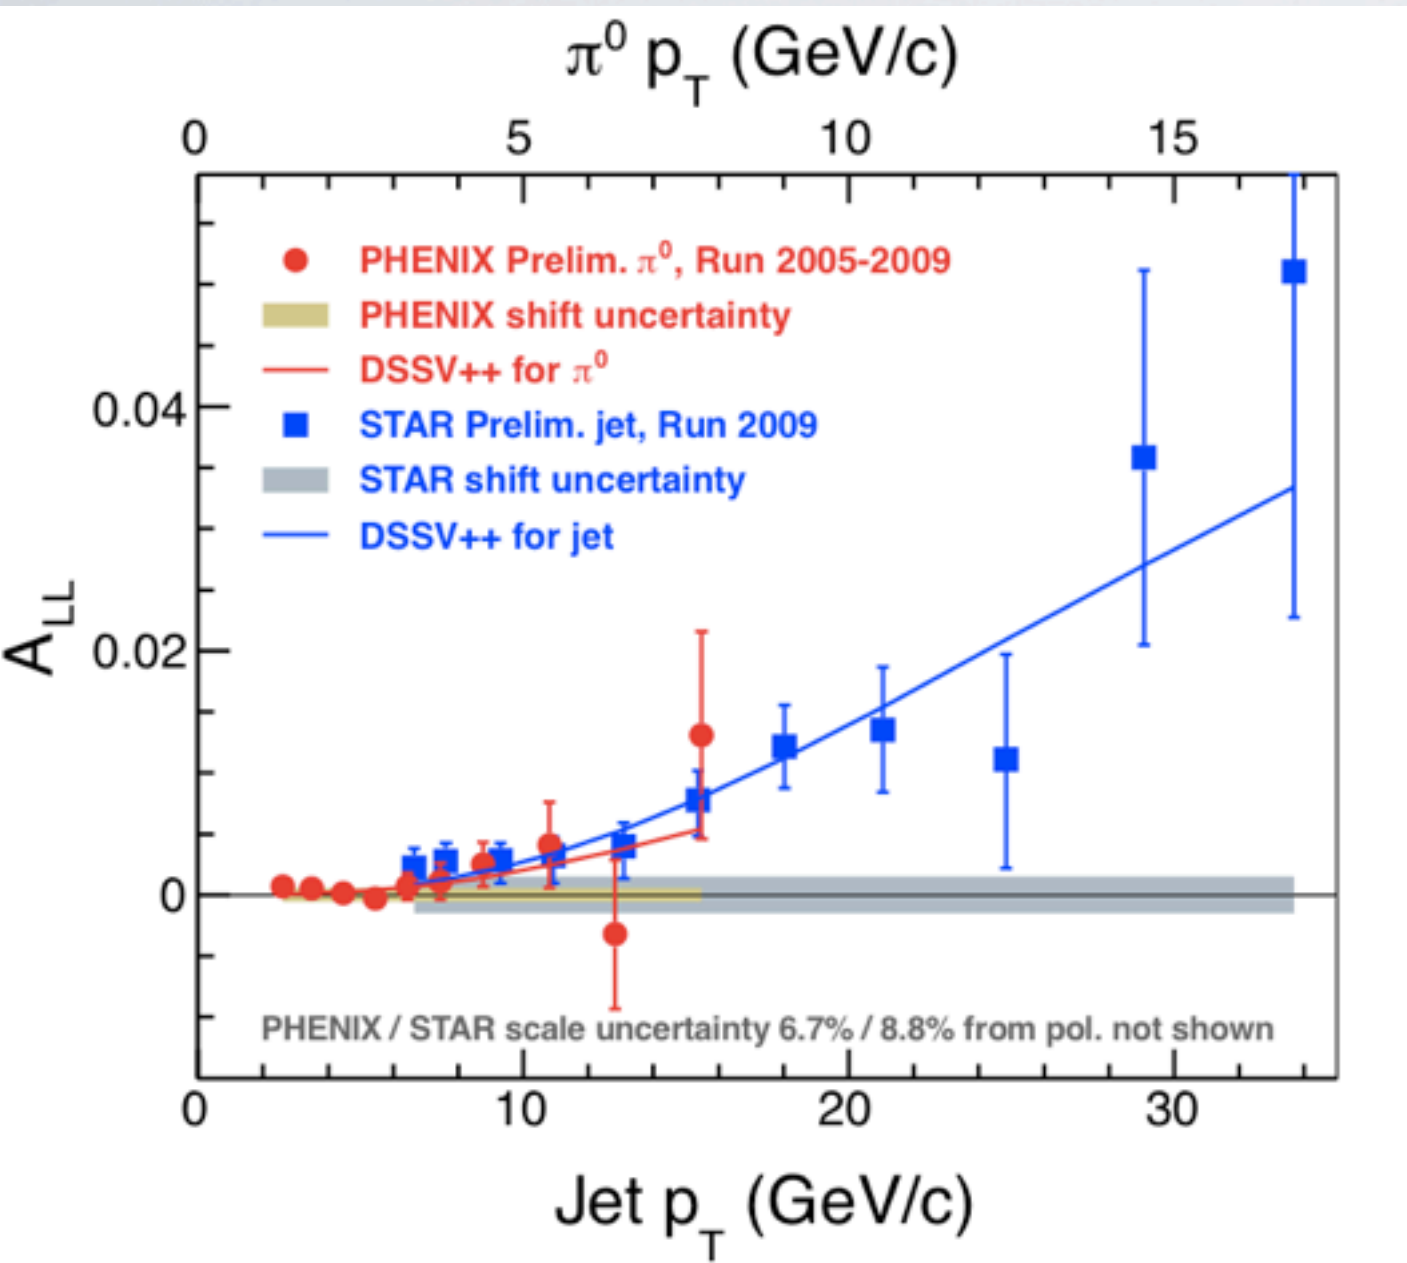 π⁰ p_T (GeV/c)
0 5 10 15
PHENIX Prelim. π⁰, Run 2005-2009
PHENIX shift uncertainty
DSSV++ for π⁰
STAR Prelim. jet, Run 2009
STAR shift uncertainty
DSSV++ for jet
0.04
A_LL
0.02
0
PHENIX / STAR scale uncertainty 6.7% / 8.8% from pol. not shown
0 10 20 30
Jet p_T (GeV/c)